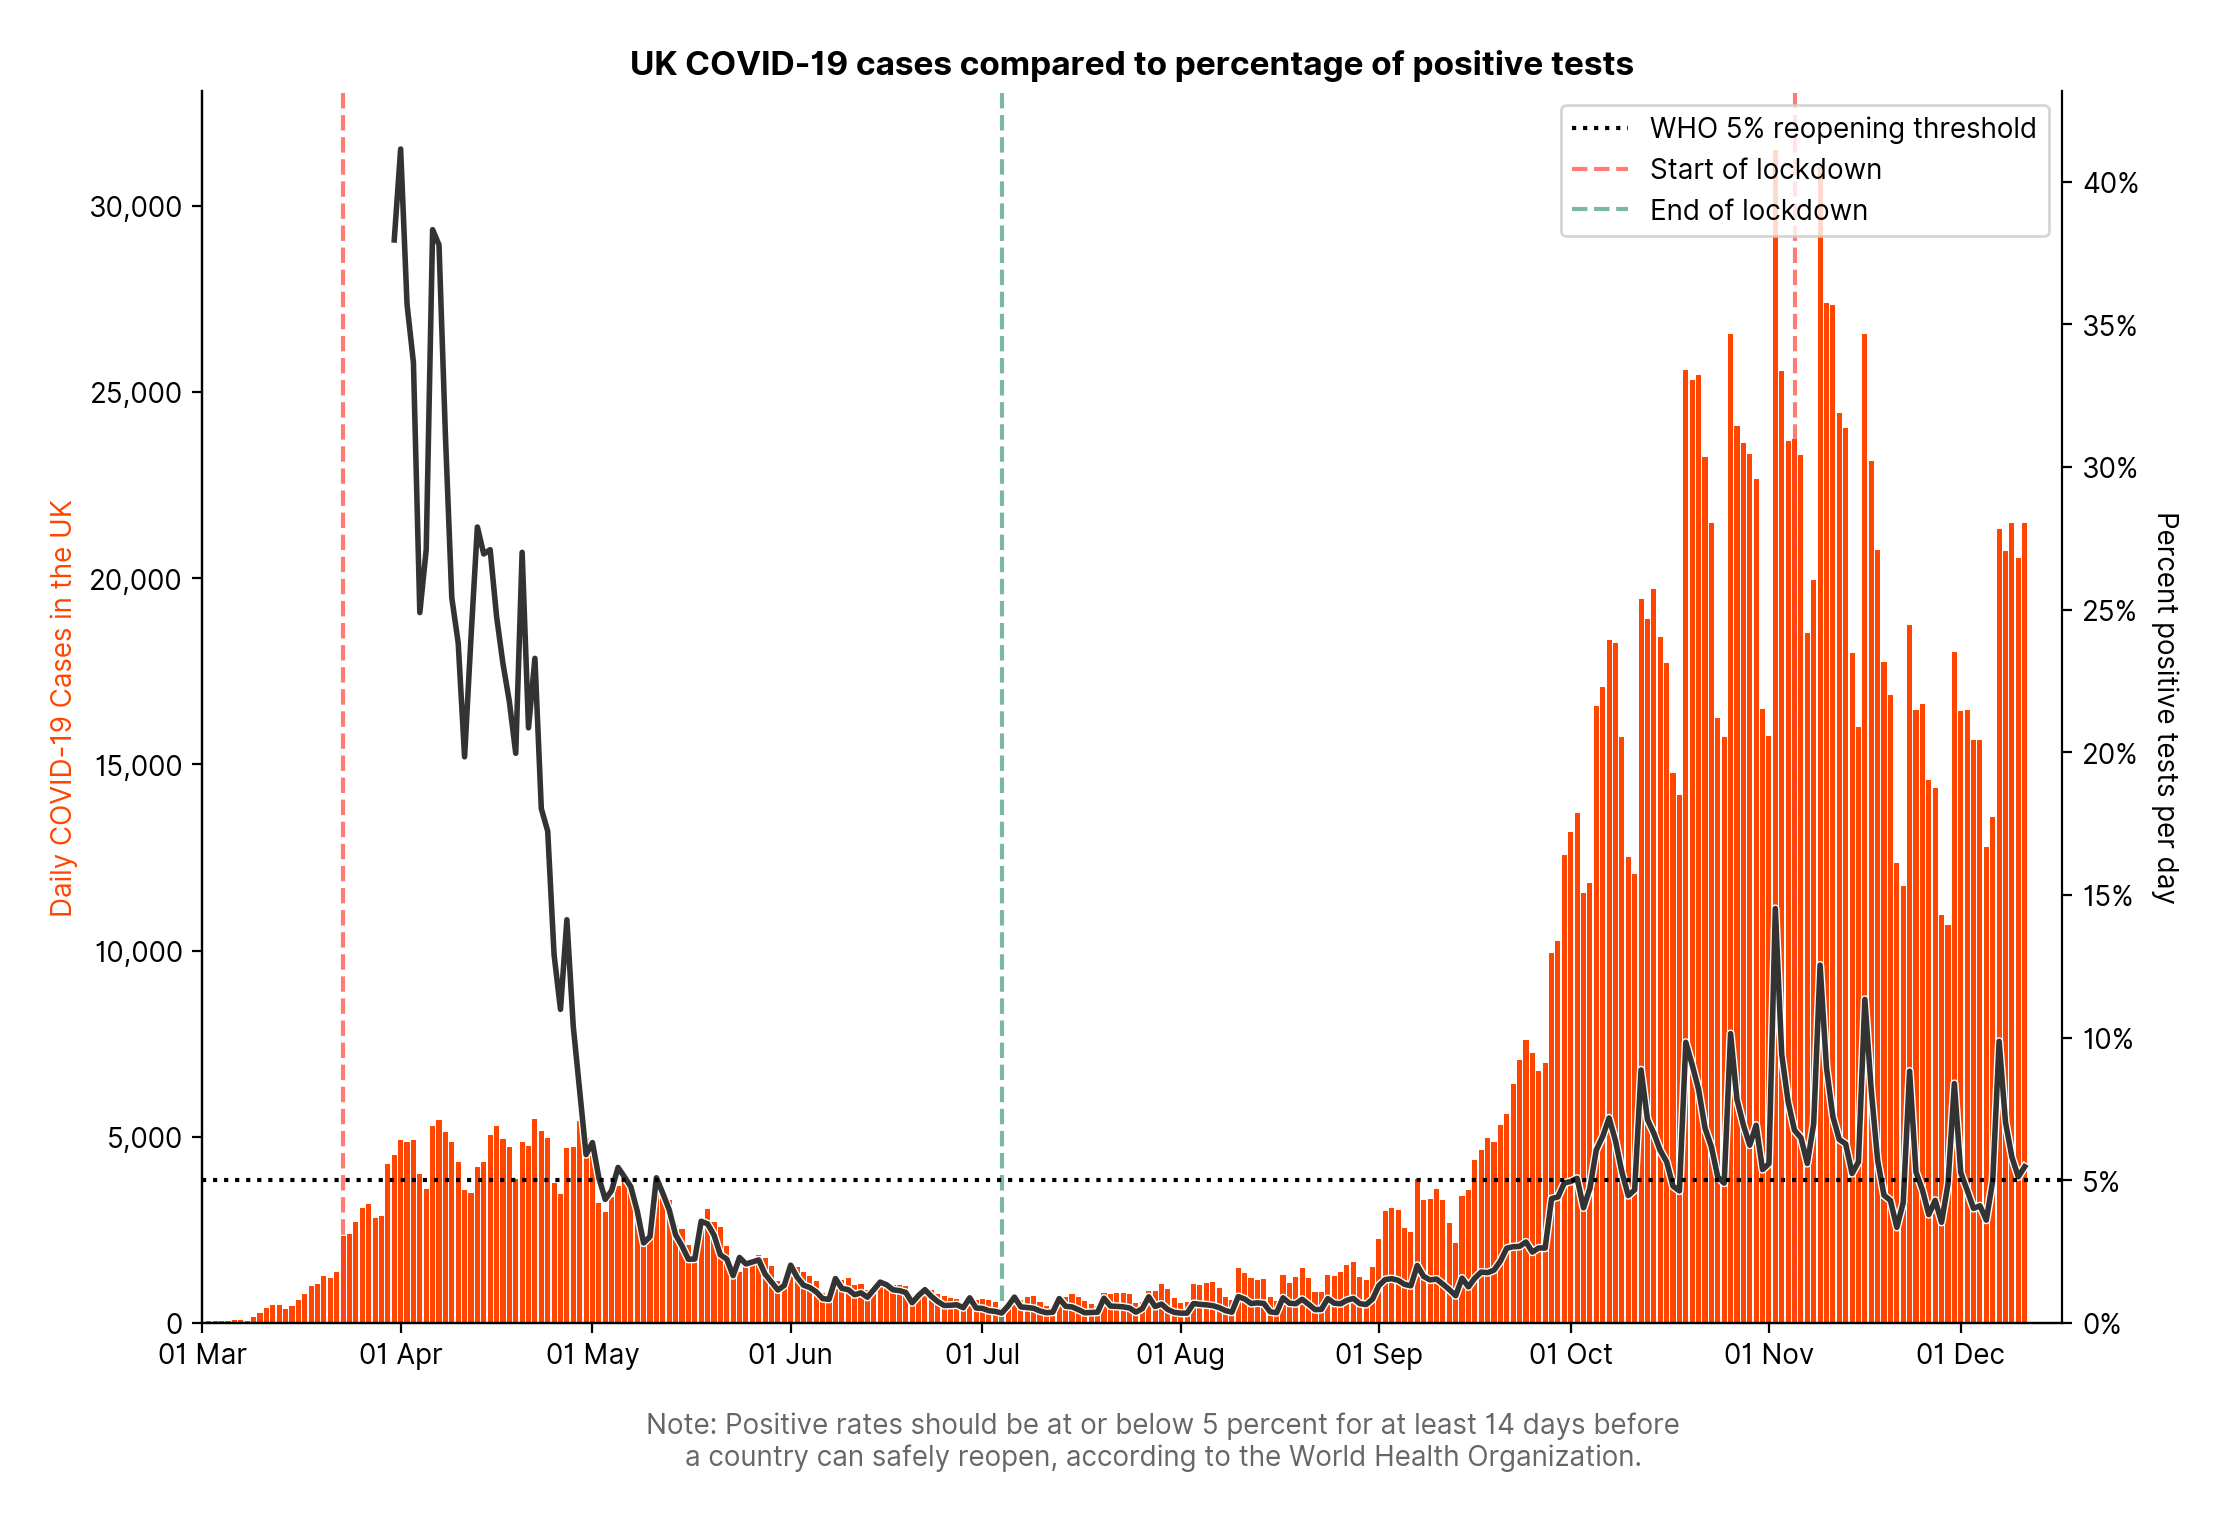 UK COVID-19 cases compared to percentage of positive tests
WHO 5% reopening threshold
Start of lockdown
End of lockdown
Daily COVID-19 Cases in the UK
30,000
25,000
20,000
15,000
10,000
5,000
0
40%
35%
30%
25%
20%
15%
10%
5%
0%
Percent positive tests per day
01 Mar
01 Apr
01 May
01 Jun
01 Jul
01 Aug
01 Sep
01 Oct
01 Nov
01 Dec
Note: Positive rates should be at or below 5 percent for at least 14 days before
a country can safely reopen, according to the World Health Organization.